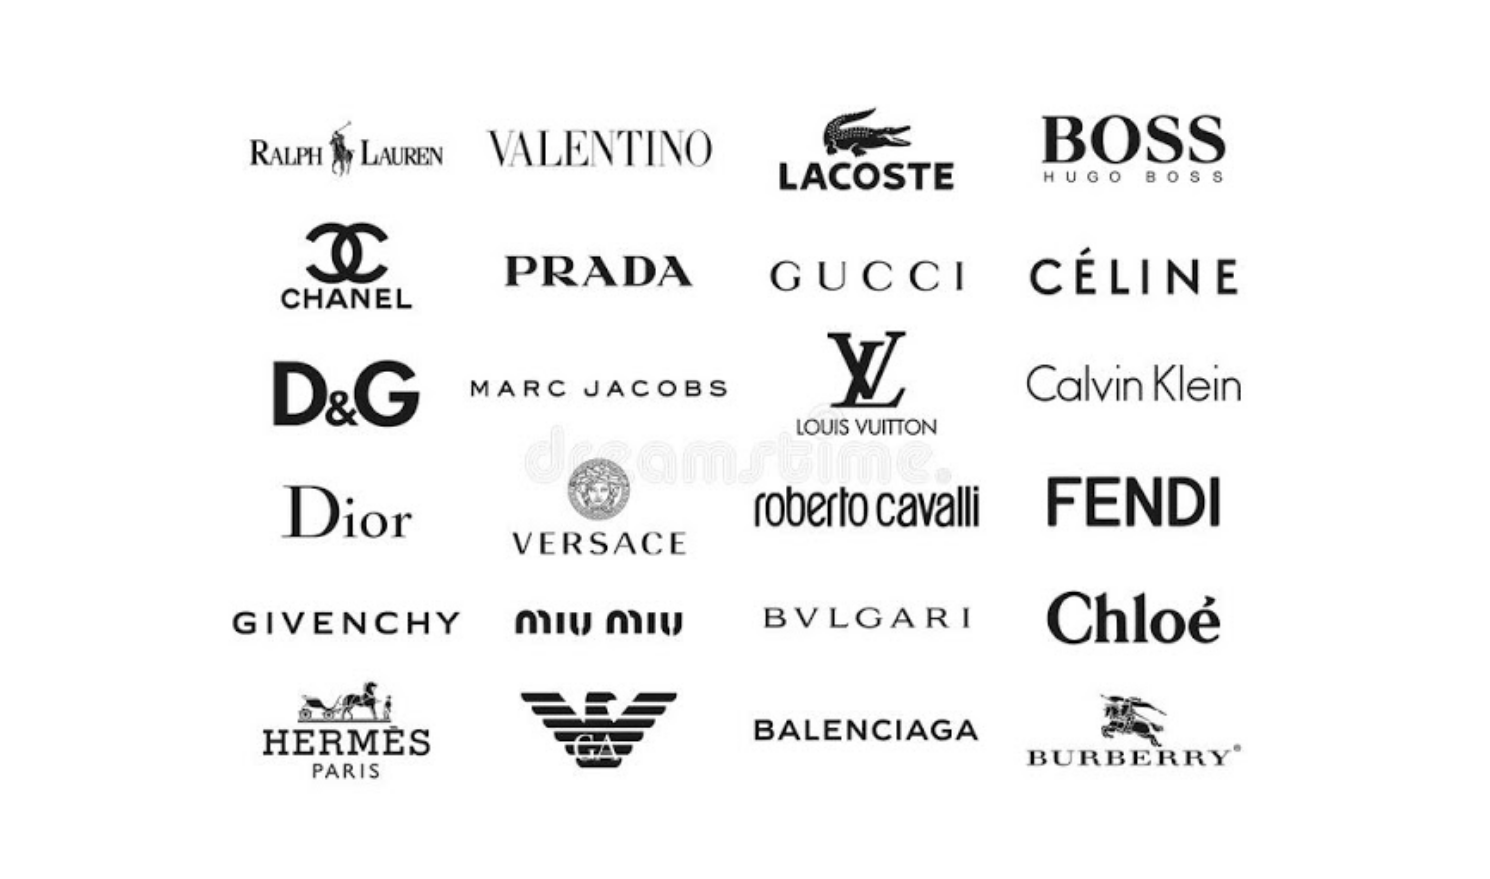 RALPH LAUREN
VALENTINO
LACOSTE
BOSS
HUGO BOSS
CHANEL
PRADA
GUCCI
CÉLINE
D&G
MARC JACOBS
LV
LOUIS VUITTON
Calvin Klein
dreamstime.
Dior
VERSACE
roberto cavalli
FENDI
GIVENCHY
miu miu
BVLGARI
Chloé
HERMÈS
PARIS
GA
BALENCIAGA
BURBERRY®